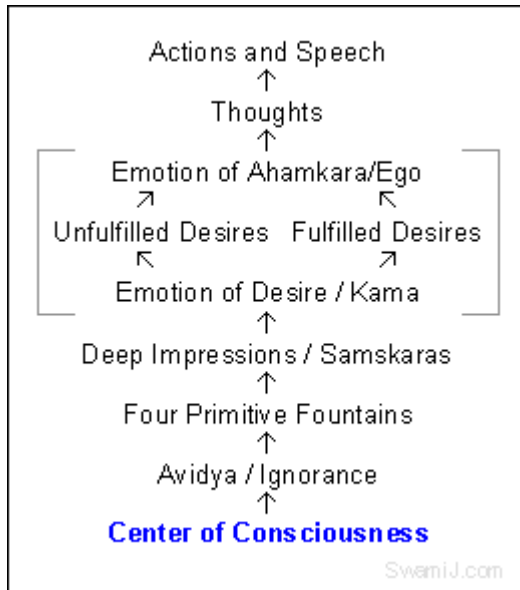 Actions and Speech
↑
Thoughts
↑
Emotion of Ahamkara/Ego
↗ ↖
Unfulfilled Desires Fulfilled Desires
↖ ↗
Emotion of Desire / Kama
↑
Deep Impressions / Samskaras
↑
Four Primitive Fountains
↑
Avidya / Ignorance
↑
Center of Consciousness
SwamiJ.com